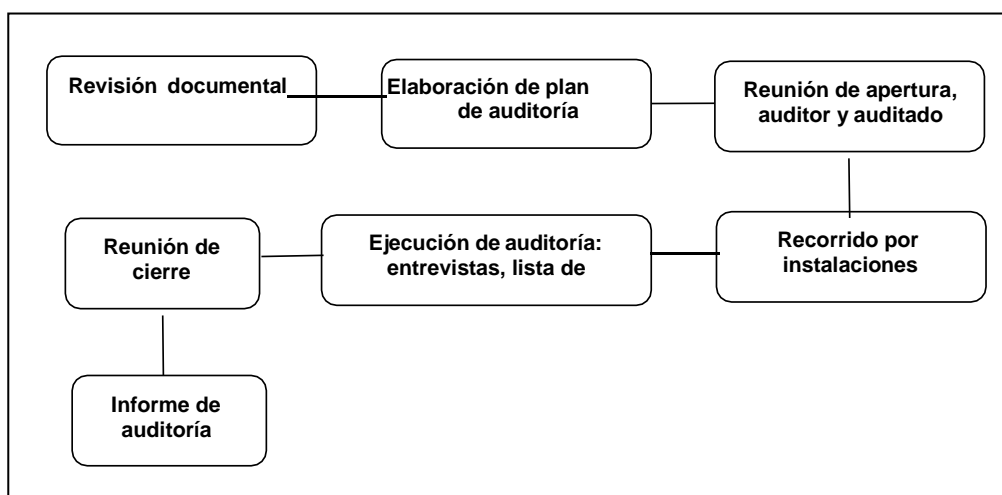 Revisión documental
Elaboración de plan
de auditoría
Reunión de apertura,
auditor y auditado
Recorrido por
instalaciones
Ejecución de auditoría:
entrevistas, lista de
Reunión de
cierre
Informe de
auditoría